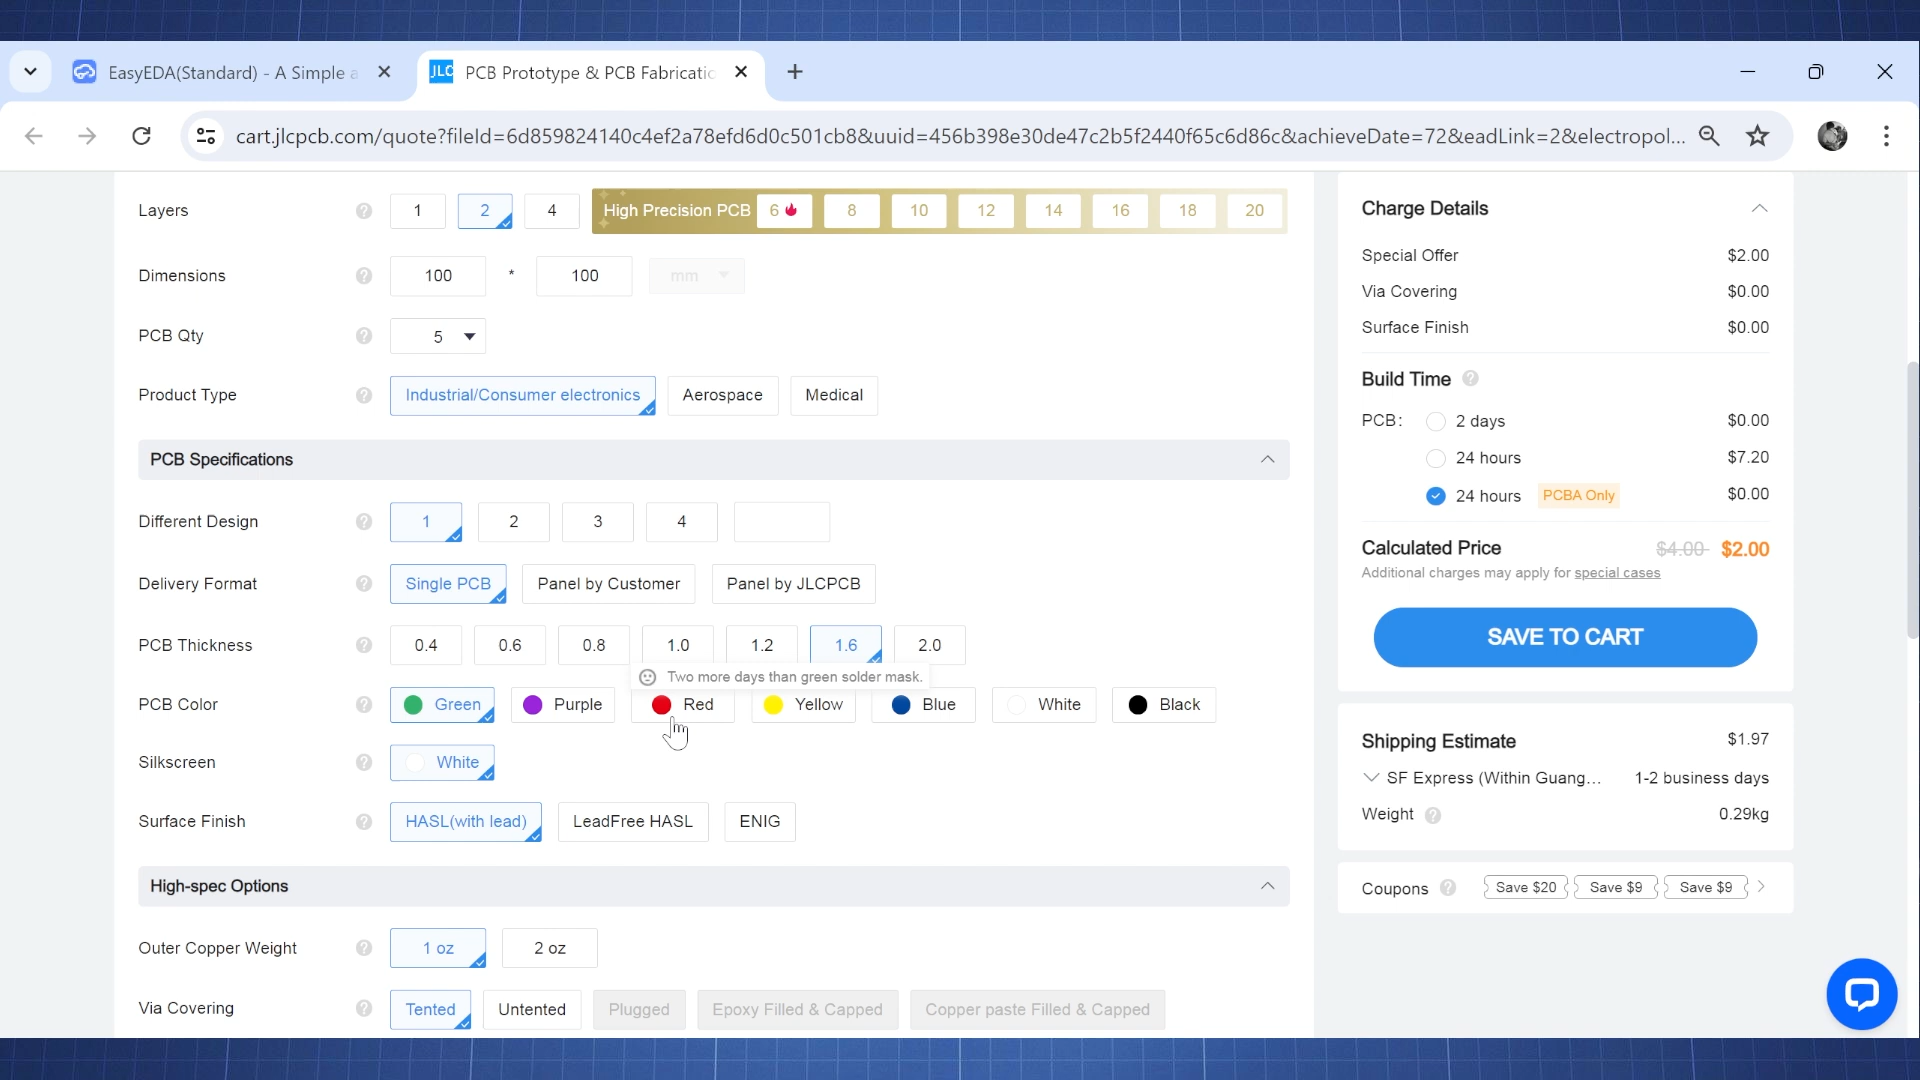 EasyEDA(Standard) - A Simple a
JLC PCB Prototype & PCB Fabricatic
cart.jlcpcb.com/quote?fileId=6d859824140c4ef2a78efd6d0c501cb8&uuid=456b398e30de47c2b5f2440f65c6d86c&achieveDate=72&eadLink=2&electropol...
Layers ? 1 2 4 High Precision PCB 6 8 10 12 14 16 18 20
Dimensions ? 100 * 100 mm
PCB Qty ? 5
Product Type ? Industrial/Consumer electronics Aerospace Medical
PCB Specifications
Different Design ? 1 2 3 4
Delivery Format ? Single PCB Panel by Customer Panel by JLCPCB
PCB Thickness ? 0.4 0.6 0.8 1.0 1.2 1.6 2.0
Two more days than green solder mask.
PCB Color ? Green Purple Red Yellow Blue White Black
Silkscreen ? White
Surface Finish ? HASL(with lead) LeadFree HASL ENIG
High-spec Options
Outer Copper Weight ? 1 oz 2 oz
Via Covering ? Tented Untented Plugged Epoxy Filled & Capped Copper paste Filled & Capped
Charge Details
Special Offer $2.00
Via Covering $0.00
Surface Finish $0.00
Build Time ?
PCB: 2 days $0.00
24 hours $7.20
24 hours PCBA Only $0.00
Calculated Price $4.00 $2.00
Additional charges may apply for special cases
SAVE TO CART
Shipping Estimate $1.97
SF Express (Within Guang... 1-2 business days
Weight ? 0.29kg
Coupons ? Save $20 Save $9 Save $9